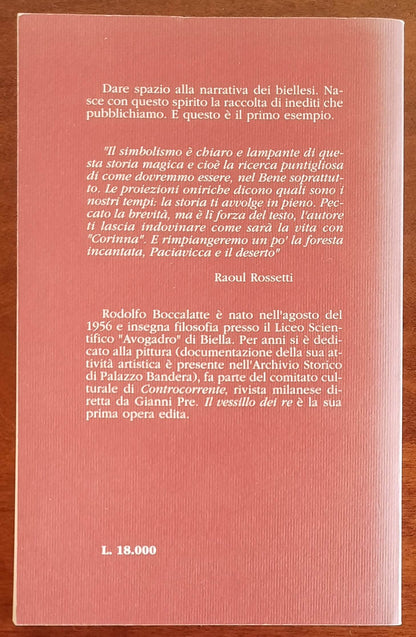 Dare spazio alla narrativa dei biellesi. Na-
sce con questo spirito la raccolta di inediti che
pubblichiamo. E questo è il primo esempio.
"Il simbolismo è chiaro e lampante di que-
sta storia magica e cioè la ricerca puntigliosa
di come dovremmo essere, nel Bene soprattut-
to. Le proiezioni oniriche dicono quali sono i
nostri tempi: la storia ti avvolge in pieno. Pec-
cato la brevità, ma è lì forza del testo, l'autore
ti lascia indovinare come sarà la vita con
"Corinna". E rimpiangeremo un po' la foresta
incantata, Paciavicca e il deserto"
Raoul Rossetti
Rodolfo Boccalatte è nato nell'agosto del
1956 e insegna filosofia presso il Liceo Scien-
tifico "Avogadro" di Biella. Per anni si è dedi-
cato alla pittura (documentazione della sua at-
tività artistica è presente nell'Archivio Storico
di Palazzo Bandera), fa parte del comitato cul-
turale di Controcorrente, rivista milanese di-
retta da Gianni Pre. Il vessillo dei re è la sua
prima opera edita.
L. 18.000